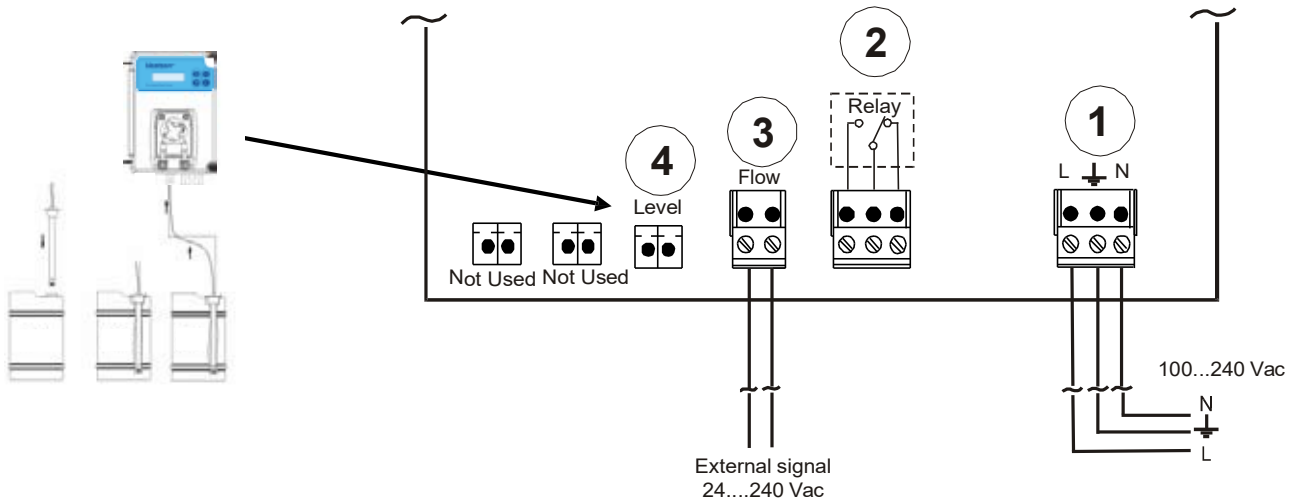 2
Relay
1
3
4
L N
Flow
Level
Not Used Not Used
100...240 Vac
N
L
External signal
24....240 Vac